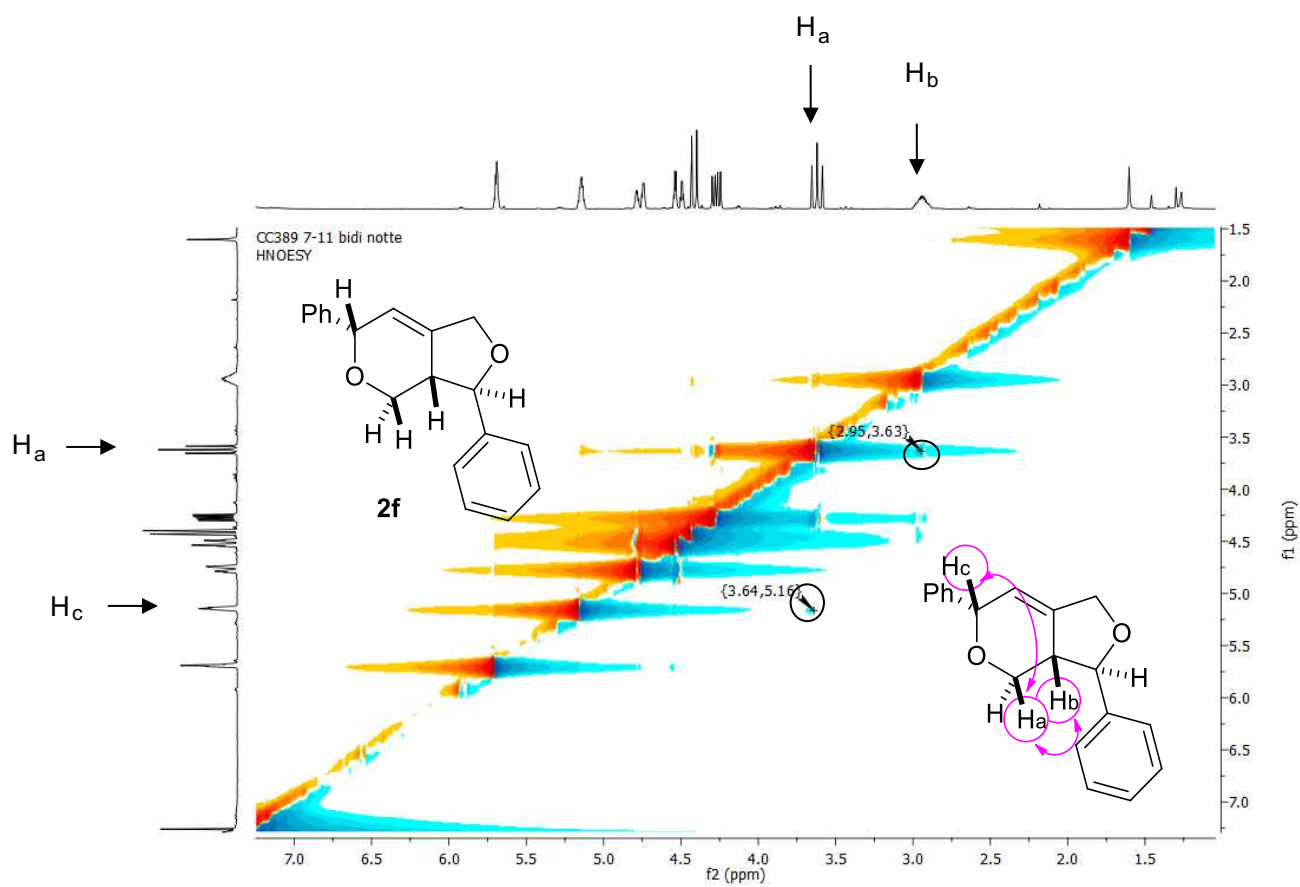 Ha
Hb
CC389 7-11 bidi notte
HNOESY
H
Ph
O
O
H
H
H
2f
Ha
Hc
{2.95,3.63}
{3.64,5.16}
Hc
Ph
O
O
H
H
Ha
Hb
1.5
2.0
2.5
3.0
3.5
4.0
4.5
5.0
5.5
6.0
6.5
7.0
f1 (ppm)
7.0 6.5 6.0 5.5 5.0 4.5 4.0 3.5 3.0 2.5 2.0 1.5
f2 (ppm)